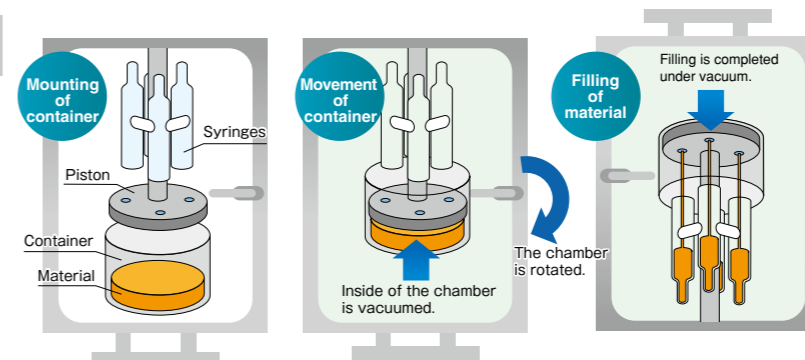 Mounting
of
container
Syringes
Piston
Container
Material
Movement
of
container
Inside of the chamber
is vacuumed.
The chamber
is rotated.
Filling
of
material
Filling is completed
under vacuum.